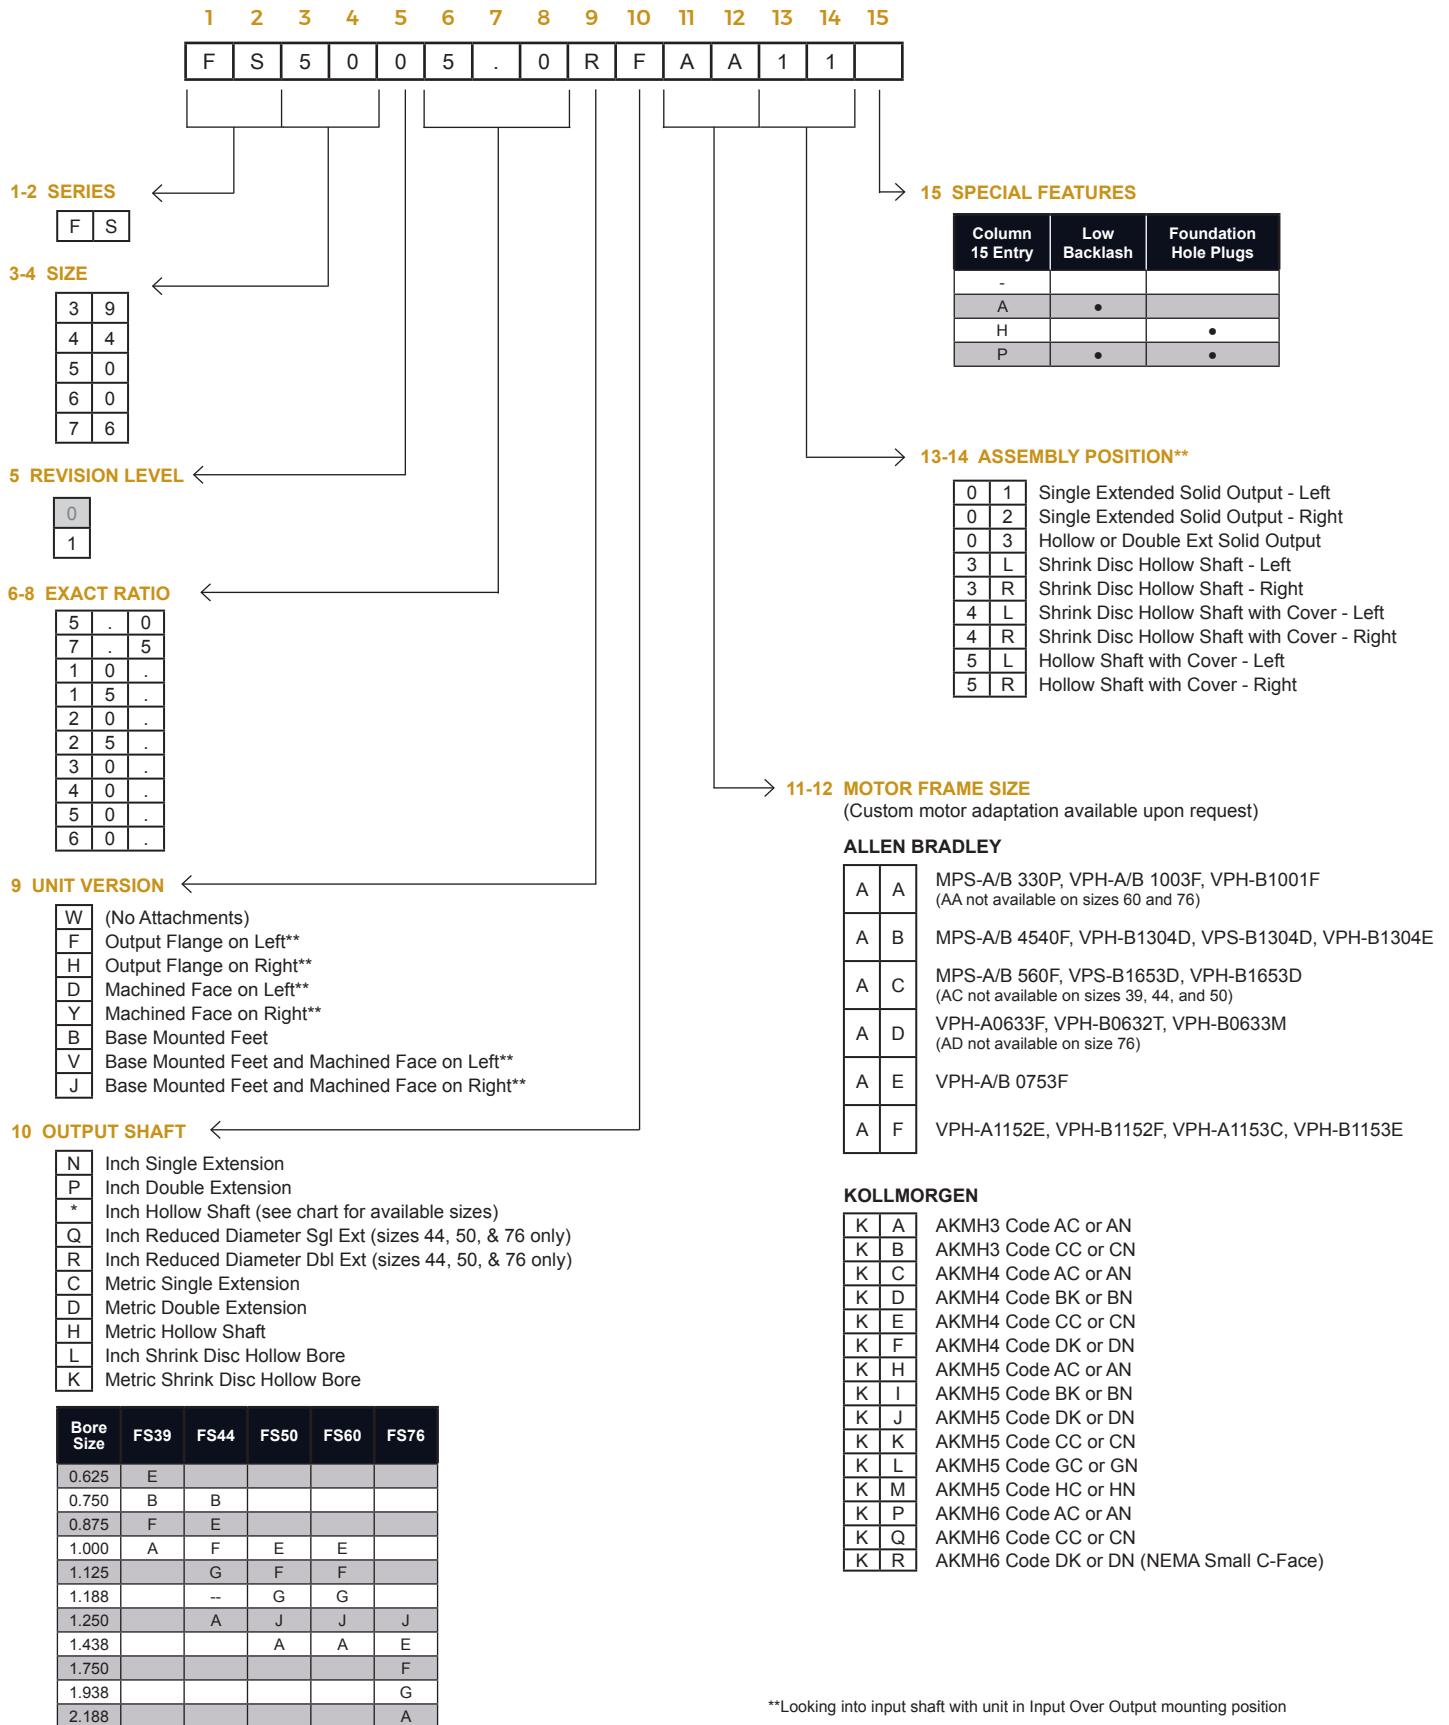 1 2 3 4 5 6 7 8 9 10 11 12 13 14 15
F S 5 0 0 5 . 0 R F A A 1 1
1-2 SERIES
F S
3-4 SIZE
3 9
4 4
5 0
6 0
7 6
5 REVISION LEVEL
0
1
6-8 EXACT RATIO
5 . 0
7 . 5
1 0 .
1 5 .
2 0 .
2 5 .
3 0 .
4 0 .
5 0 .
6 0 .
9 UNIT VERSION
W (No Attachments)
F Output Flange on Left**
H Output Flange on Right**
D Machined Face on Left**
Y Machined Face on Right**
B Base Mounted Feet
V Base Mounted Feet and Machined Face on Left**
J Base Mounted Feet and Machined Face on Right**
10 OUTPUT SHAFT
N Inch Single Extension
P Inch Double Extension
* Inch Hollow Shaft (see chart for available sizes)
Q Inch Reduced Diameter Sgl Ext (sizes 44, 50, & 76 only)
R Inch Reduced Diameter Dbl Ext (sizes 44, 50, & 76 only)
C Metric Single Extension
D Metric Double Extension
H Metric Hollow Shaft
L Inch Shrink Disc Hollow Bore
K Metric Shrink Disc Hollow Bore
Bore Size FS39 FS44 FS50 FS60 FS76
0.625 E
0.750 B B
0.875 F E
1.000 A F E E
1.125 G F F
1.188 -- G G
1.250 A J J J
1.438 A A E
1.750 F
1.938 G
2.188 A
15 SPECIAL FEATURES
Column 15 Entry Low Backlash Foundation Hole Plugs
-
A ●
H ●
P ● ●
13-14 ASSEMBLY POSITION**
0 1 Single Extended Solid Output - Left
0 2 Single Extended Solid Output - Right
0 3 Hollow or Double Ext Solid Output
3 L Shrink Disc Hollow Shaft - Left
3 R Shrink Disc Hollow Shaft - Right
4 L Shrink Disc Hollow Shaft with Cover - Left
4 R Shrink Disc Hollow Shaft with Cover - Right
5 L Hollow Shaft with Cover - Left
5 R Hollow Shaft with Cover - Right
11-12 MOTOR FRAME SIZE
(Custom motor adaptation available upon request)
ALLEN BRADLEY
A A MPS-A/B 330P, VPH-A/B 1003F, VPH-B1001F
(AA not available on sizes 60 and 76)
A B MPS-A/B 4540F, VPH-B1304D, VPS-B1304D, VPH-B1304E
A C MPS-A/B 560F, VPS-B1653D, VPH-B1653D
(AC not available on sizes 39, 44, and 50)
A D VPH-A0633F, VPH-B0632T, VPH-B0633M
(AD not available on size 76)
A E VPH-A/B 0753F
A F VPH-A1152E, VPH-B1152F, VPH-A1153C, VPH-B1153E
KOLLMORGEN
K A AKMH3 Code AC or AN
K B AKMH3 Code CC or CN
K C AKMH4 Code AC or AN
K D AKMH4 Code BK or BN
K E AKMH4 Code CC or CN
K F AKMH4 Code DK or DN
K H AKMH5 Code AC or AN
K I AKMH5 Code BK or BN
K J AKMH5 Code DK or DN
K K AKMH5 Code CC or CN
K L AKMH5 Code GC or GN
K M AKMH5 Code HC or HN
K P AKMH6 Code AC or AN
K Q AKMH6 Code CC or CN
K R AKMH6 Code DK or DN (NEMA Small C-Face)
**Looking into input shaft with unit in Input Over Output mounting position